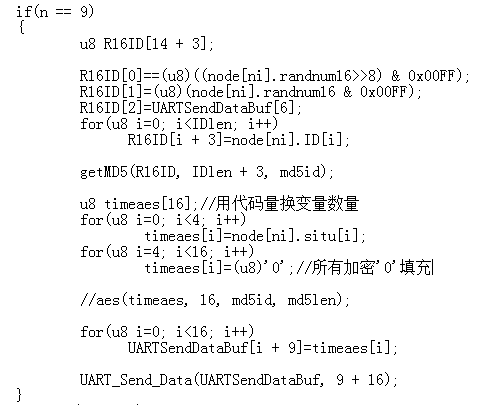 if(n == 9)
{
u8 R16ID[14 + 3];
R16ID[0]==(u8)((node[ni].randnum16>>8) & 0x00FF);
R16ID[1]=(u8)(node[ni].randnum16 & 0x00FF);
R16ID[2]=UARTSendDataBuf[6];
for(u8 i=0; i<IDlen; i++)
R16ID[i + 3]=node[ni].ID[i];
getMD5(R16ID, IDlen + 3, md5id);
u8 timeaes[16];//用代码量换变量数量
for(u8 i=0; i<4; i++)
timeaes[i]=node[ni].situ[i];
for(u8 i=4; i<16; i++)
timeaes[i]=(u8)'0';//所有加密'0'填充
//aes(timeaes, 16, md5id, md5len);
for(u8 i=0; i<16; i++)
UARTSendDataBuf[i + 9]=timeaes[i];
UART_Send_Data(UARTSendDataBuf, 9 + 16);
}